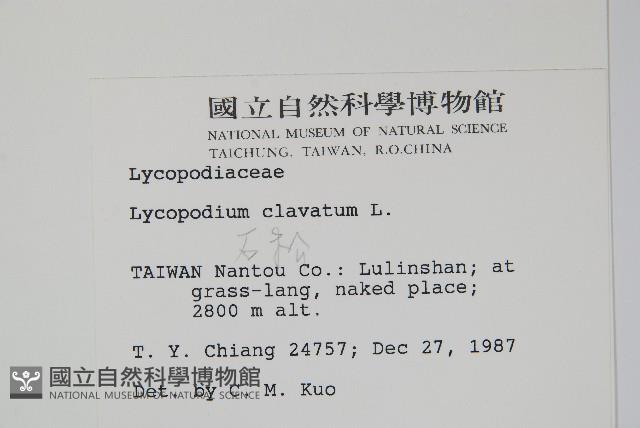 國立自然科學博物館
NATIONAL MUSEUM OF NATURAL SCIENCE
TAICHUNG, TAIWAN, R.O.CHINA
Lycopodiaceae
Lycopodium clavatum L.
石松
TAIWAN Nantou Co.: Lulinshan; at
grass-lang, naked place;
2800 m alt.
T. Y. Chiang 24757; Dec 27, 1987
Det. by C. M. Kuo
國立自然科學博物館
NATIONAL MUSEUM OF NATURAL SCIENCE